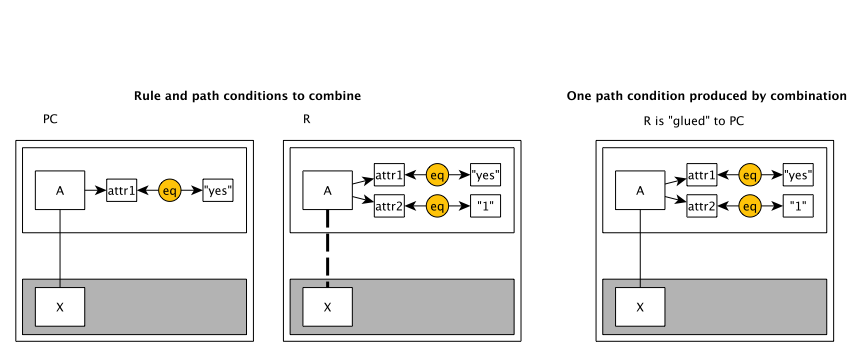 Rule and path conditions to combine
One path condition produced by combination
PC
R
R is "glued" to PC
A
attr1
eq
"yes"
X
A
attr1
eq
"yes"
attr2
eq
"1"
X
A
attr1
eq
"yes"
attr2
eq
"1"
X